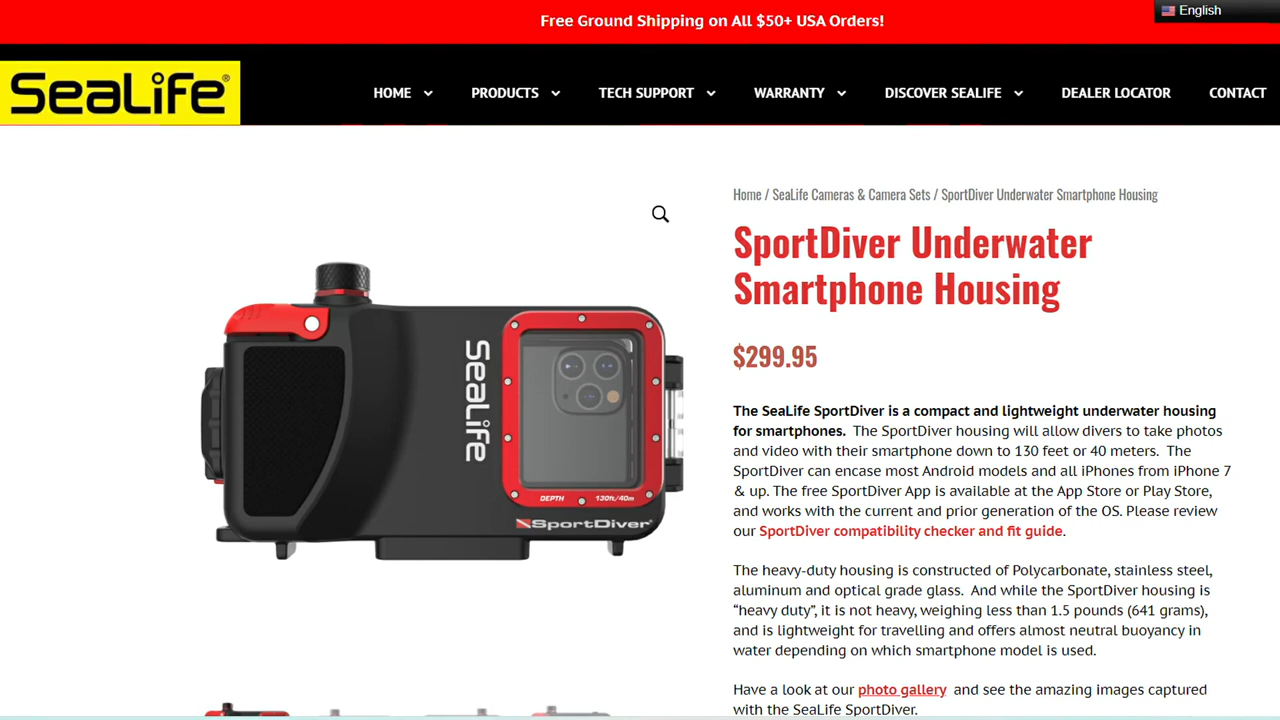 Free Ground Shipping on All $50+ USA Orders!
English
SeaLife®
HOME
PRODUCTS
TECH SUPPORT
WARRANTY
DISCOVER SEALIFE
DEALER LOCATOR
CONTACT
Home / SeaLife Cameras & Camera Sets / SportDiver Underwater Smartphone Housing
SportDiver Underwater
Smartphone Housing
$299.95
The SeaLife SportDiver is a compact and lightweight underwater housing
for smartphones. The SportDiver housing will allow divers to take photos
and video with their smartphone down to 130 feet or 40 meters. The
SportDiver can encase most Android models and all iPhones from iPhone 7
& up. The free SportDiver App is available at the App Store or Play Store,
and works with the current and prior generation of the OS. Please review
our SportDiver compatibility checker and fit guide.
The heavy-duty housing is constructed of Polycarbonate, stainless steel,
aluminum and optical grade glass. And while the SportDiver housing is
“heavy duty”, it is not heavy, weighing less than 1.5 pounds (641 grams),
and is lightweight for travelling and offers almost neutral buoyancy in
water depending on which smartphone model is used.
Have a look at our photo gallery and see the amazing images captured
with the SeaLife SportDiver.
SeaLife
DEPTH 130ft/40m
SportDiver